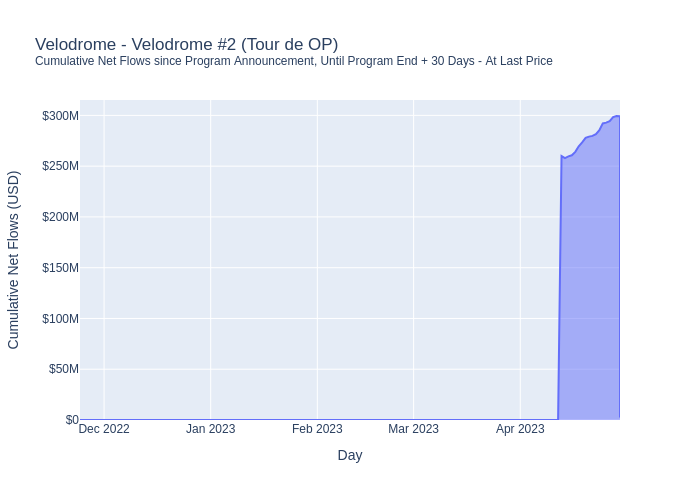 Velodrome - Velodrome #2 (Tour de OP)
Cumulative Net Flows since Program Announcement, Until Program End + 30 Days - At Last Price
Cumulative Net Flows (USD)
$300M
$250M
$200M
$150M
$100M
$50M
$0
Dec 2022 Jan 2023 Feb 2023 Mar 2023 Apr 2023
Day